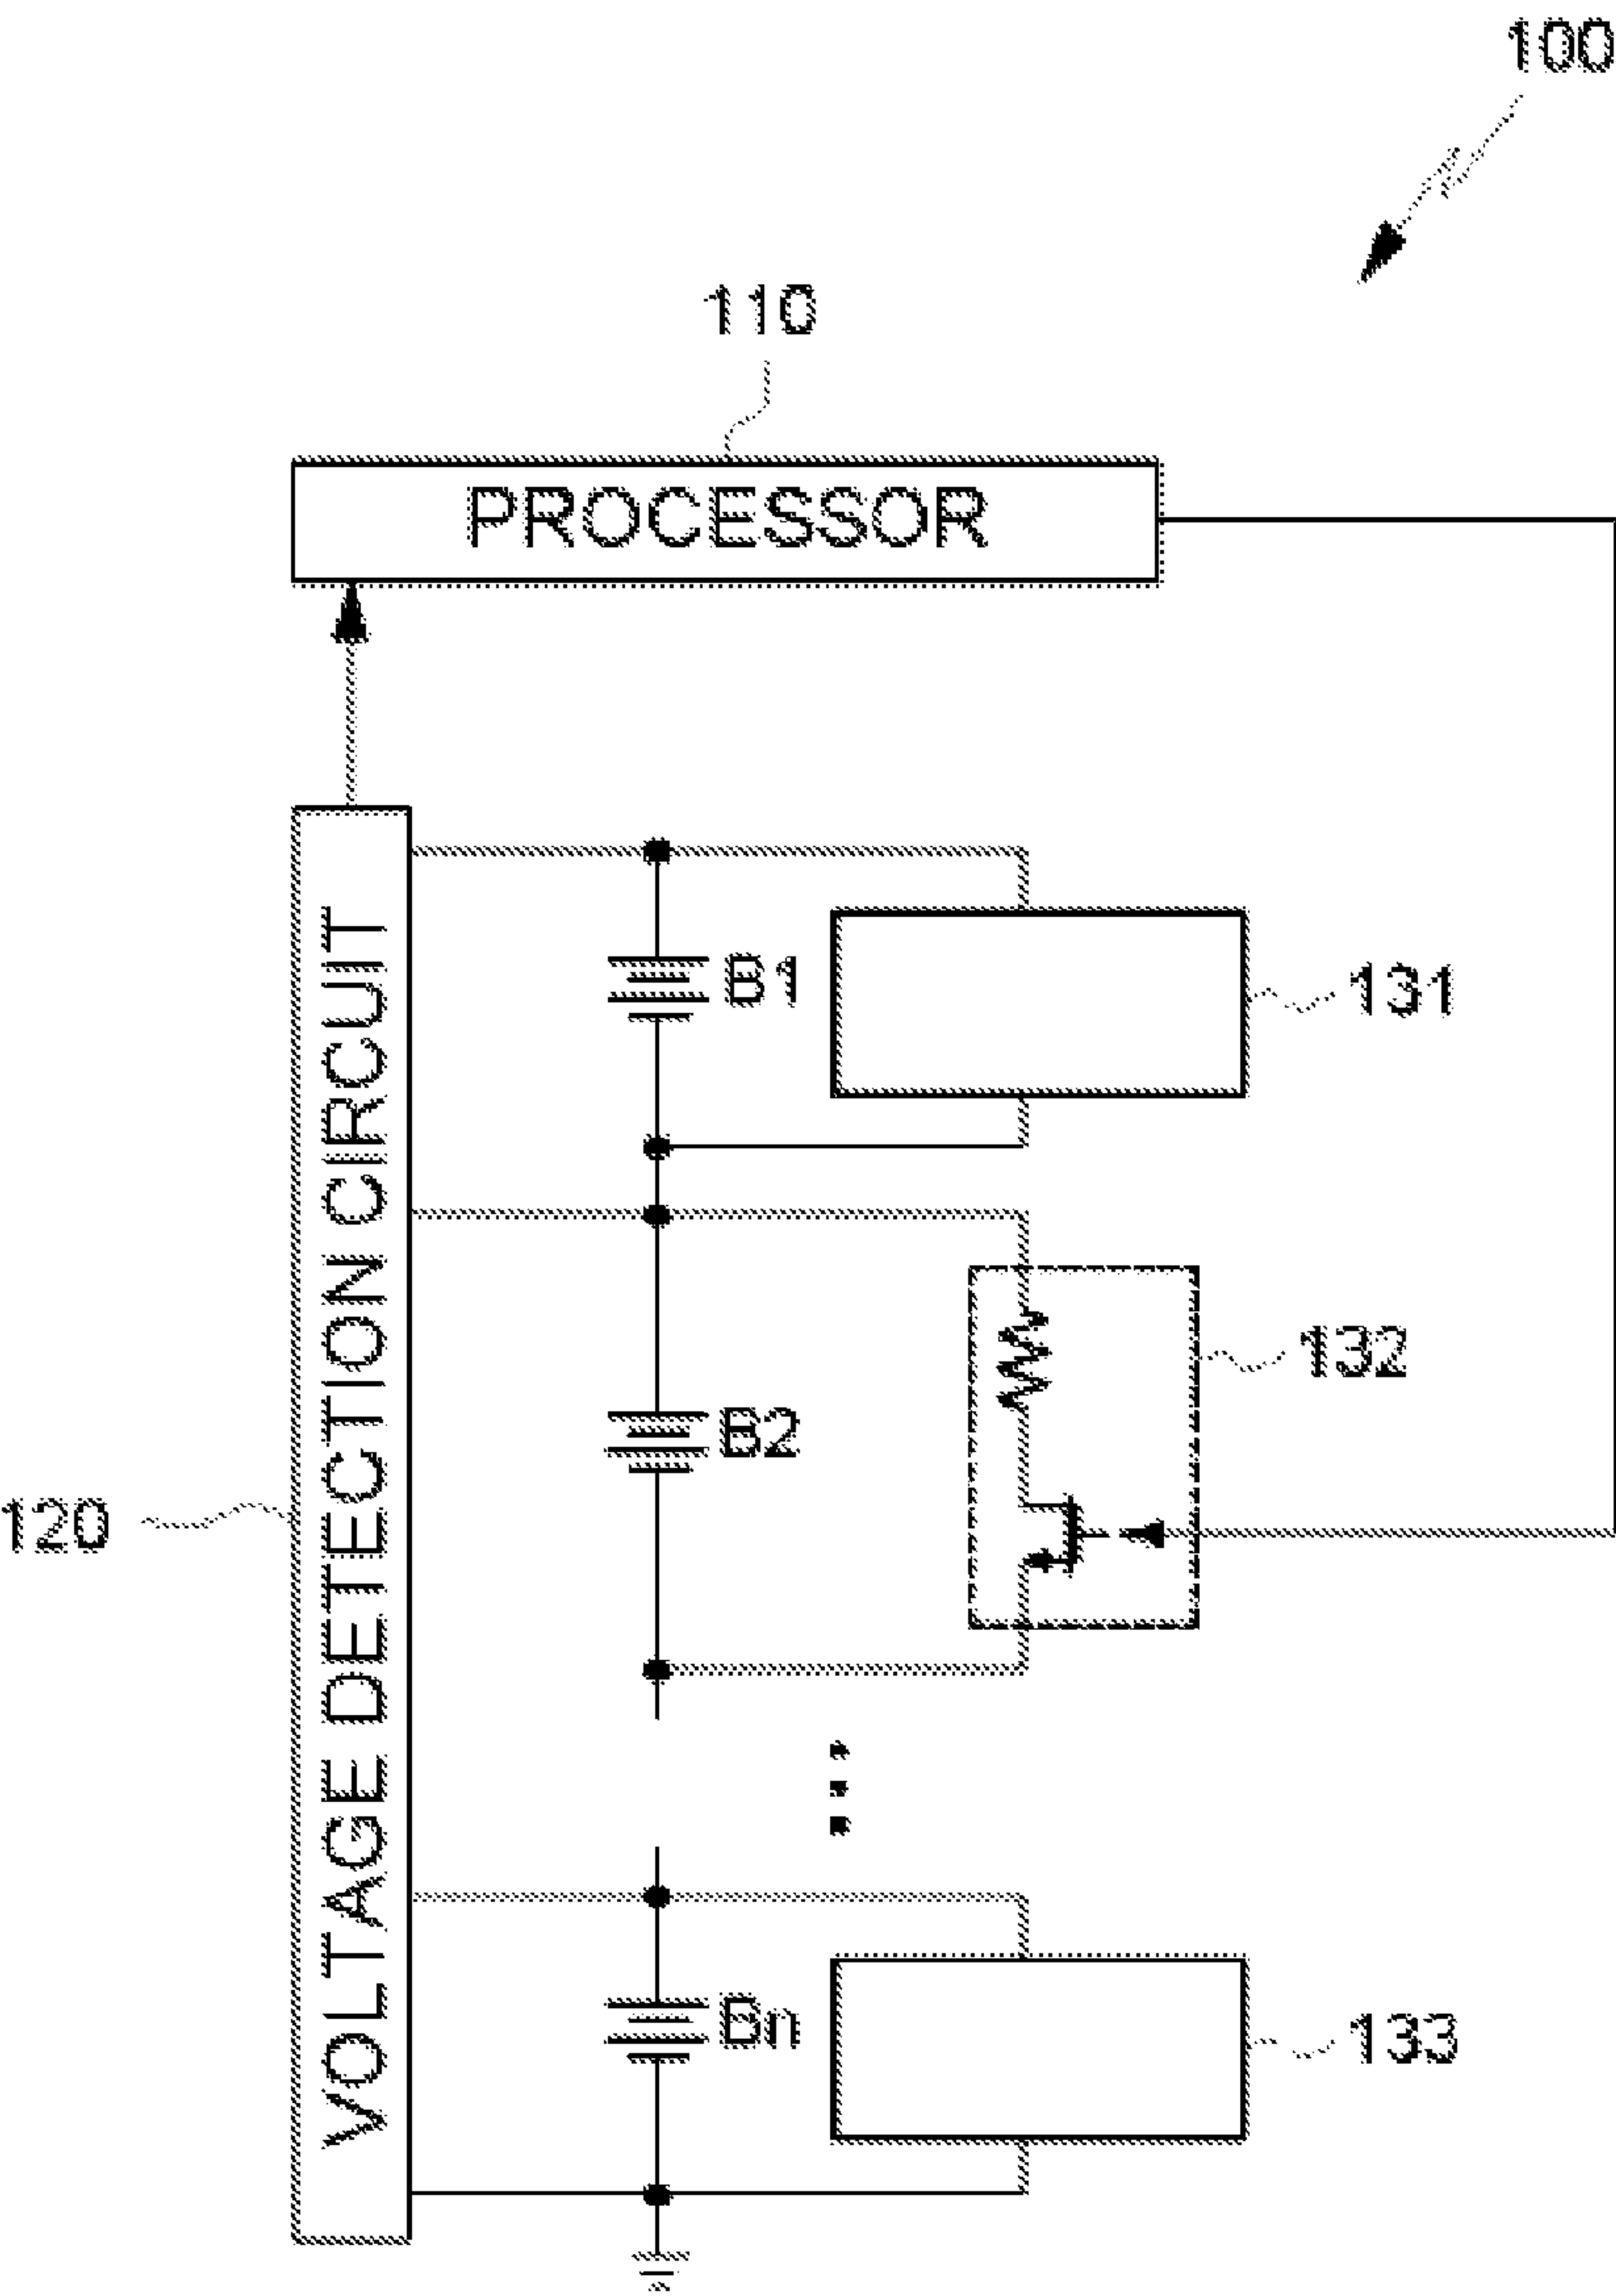 100
110
PROCESSOR
VOLTAGE DETECTION CIRCUIT
B1
131
132
B2
120
Bn
133